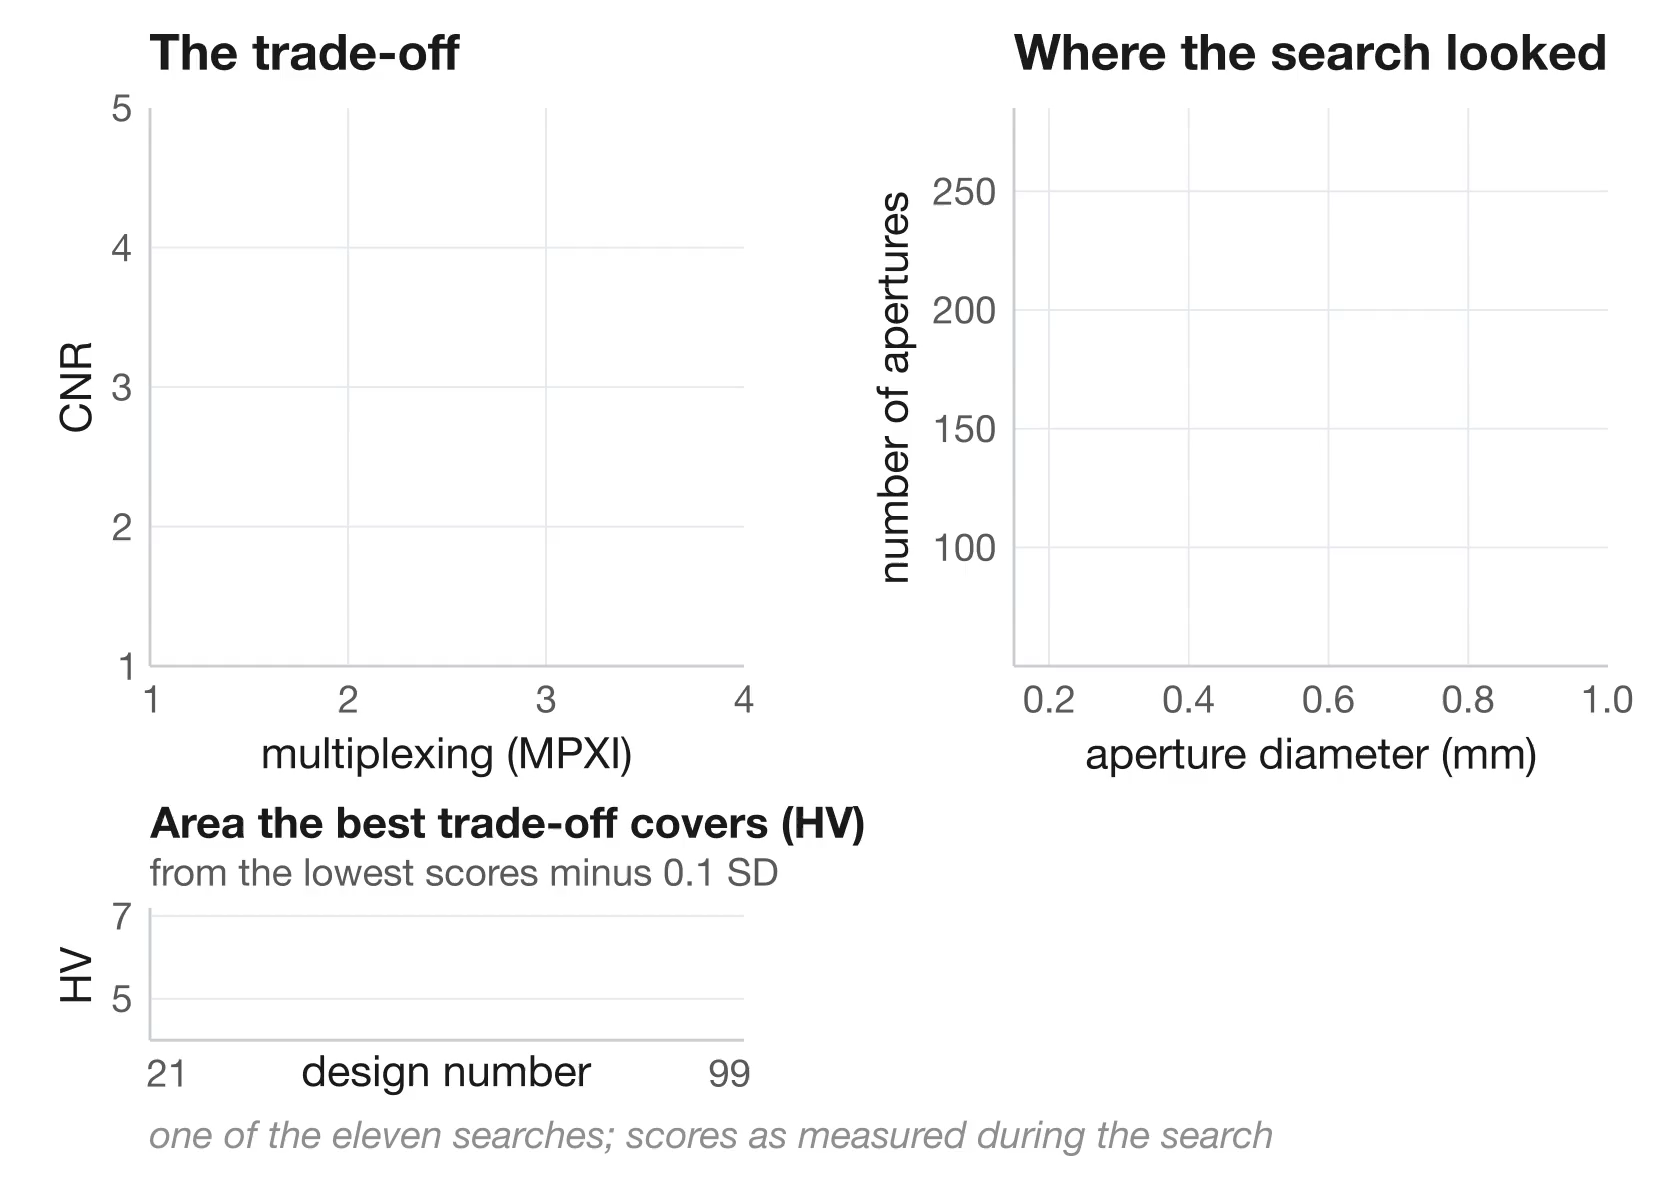 The trade-off
5
4
3
2
1
CNR
1 2 3 4
multiplexing (MPXI)
Where the search looked
250
200
150
100
number of apertures
0.2 0.4 0.6 0.8 1.0
aperture diameter (mm)
Area the best trade-off covers (HV)
from the lowest scores minus 0.1 SD
7
5
HV
21 design number 99
one of the eleven searches; scores as measured during the search